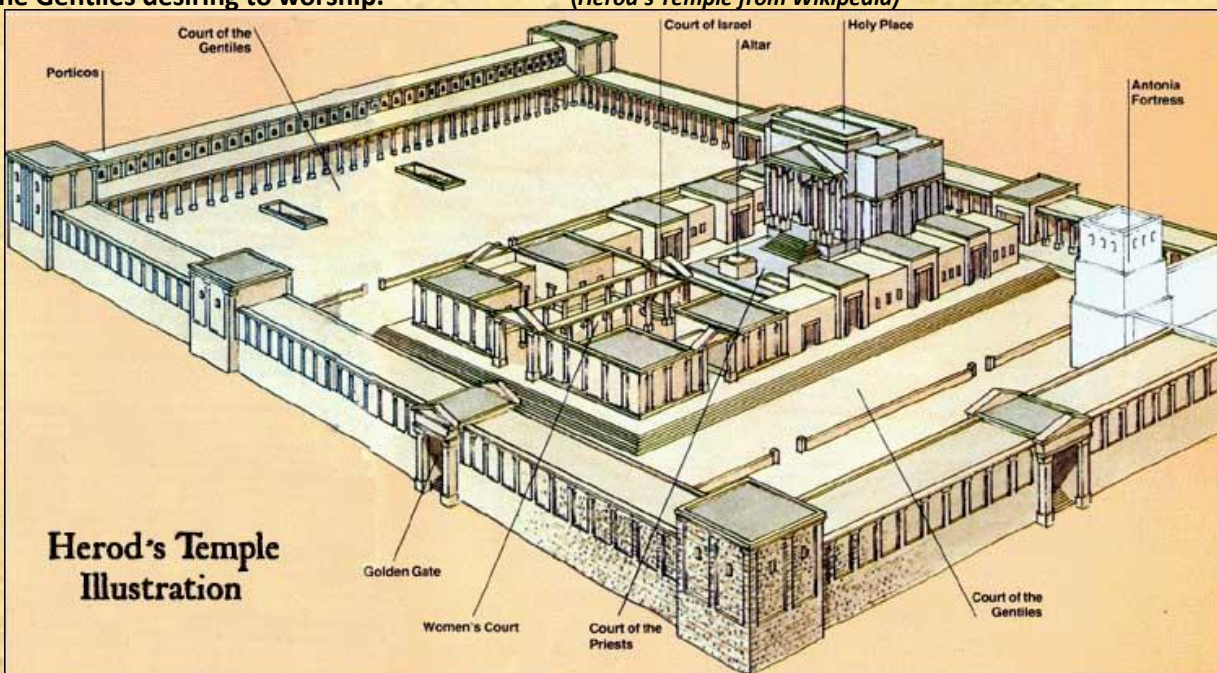 he Gentiles desiring to worship.
(Herod's Temple from Wikipedia)
Court of the
Gentiles
Porticos
Court of Israel
Altar
Holy Place
Antonia
Fortress
Herod's Temple
Illustration
Golden Gate
Women's Court
Court of the
Priests
Court of the
Gentiles